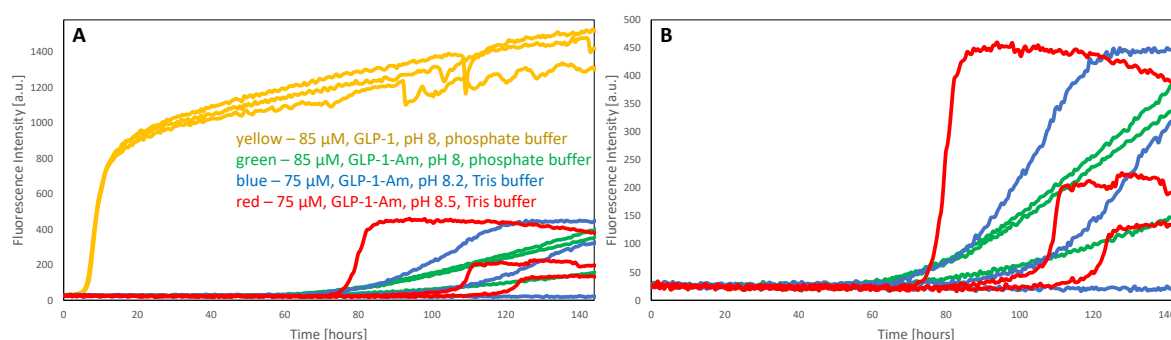 A
Fluorescence Intensity [a.u.]
1400
1200
1000
800
600
400
200
0
yellow – 85 µM, GLP-1, pH 8, phosphate buffer
green – 85 µM, GLP-1-Am, pH 8, phosphate buffer
blue – 75 µM, GLP-1-Am, pH 8.2, Tris buffer
red – 75 µM, GLP-1-Am, pH 8.5, Tris buffer
0 20 40 60 80 100 120 140
Time [hours]
B
Fluorescence Intensity [a.u.]
500
450
400
350
300
250
200
150
100
50
0
0 20 40 60 80 100 120 140
Time [hours]